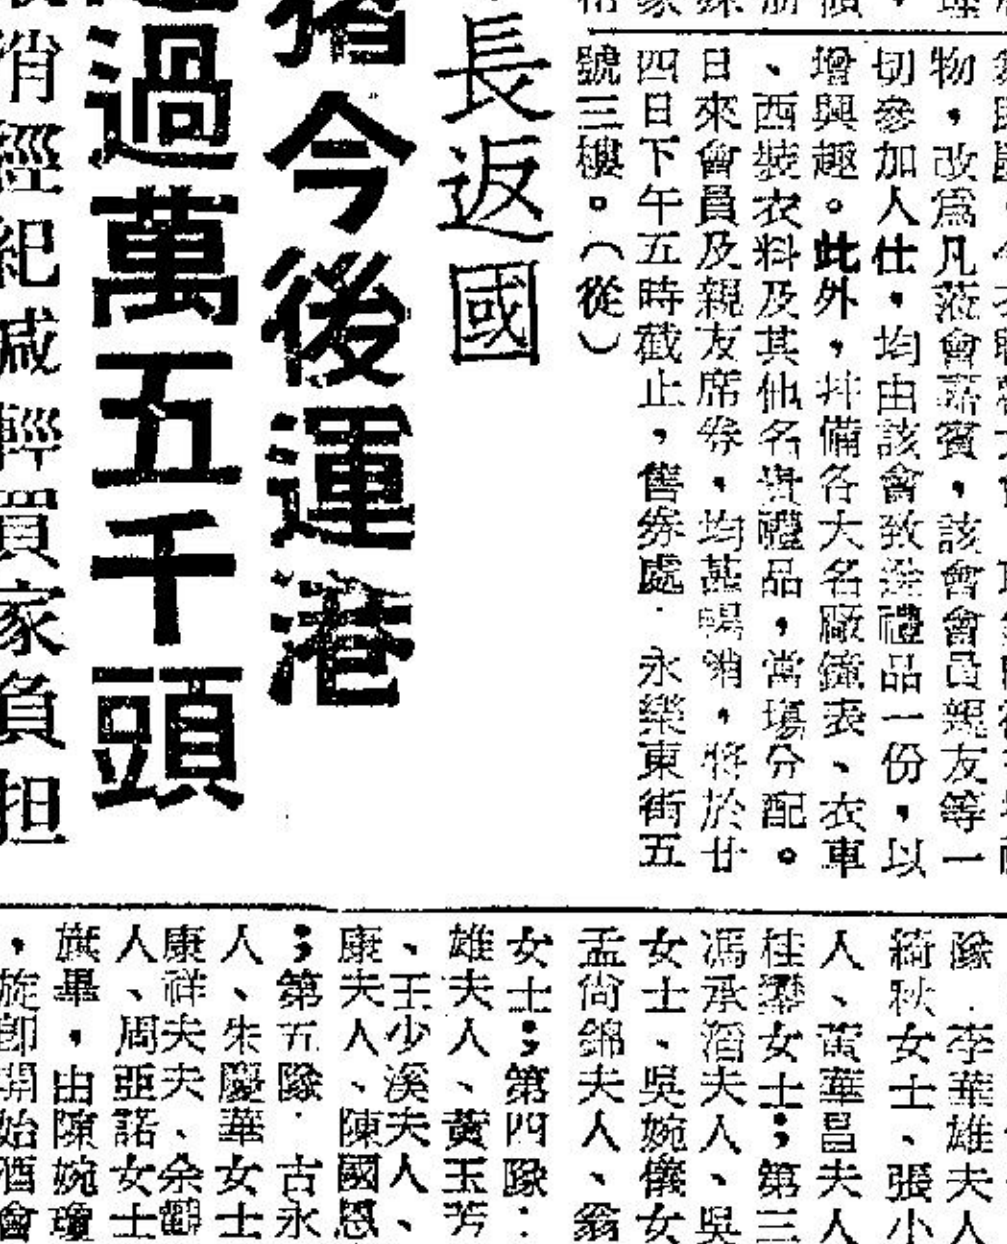 物，改為凡蒞會嘉賓，該會會員親友等一
切參加人仕，均由該會致送禮品一份，以
增興趣。此外，并備各大名廠鐘表、衣車
、西裝衣料及其他名貴禮品，當場分配。
日來會員及親友席券，均甚暢銷，將於廿
四日下午五時截止，售券處．永樂東街五
號三樓。（從）
長返國
豬今後運港
過萬五千頭
消經紀減輕買家負担
隊．李華雄夫人
綺秋女士、張小
人、黃華昌夫人
桂鑾女士；第三
馮承滔夫人、吳
女士、吳婉儀女
孟尚錦夫人、翁
女士；第四隊：
雄夫人、黃玉芳
、王少溪夫人、
康夫人、陳國恩
；第五隊．古永
人、朱慶華女士
康祥夫夫、余
人、周亞諾女士
旗畢，由陳婉瓊
，旋即開始酒會